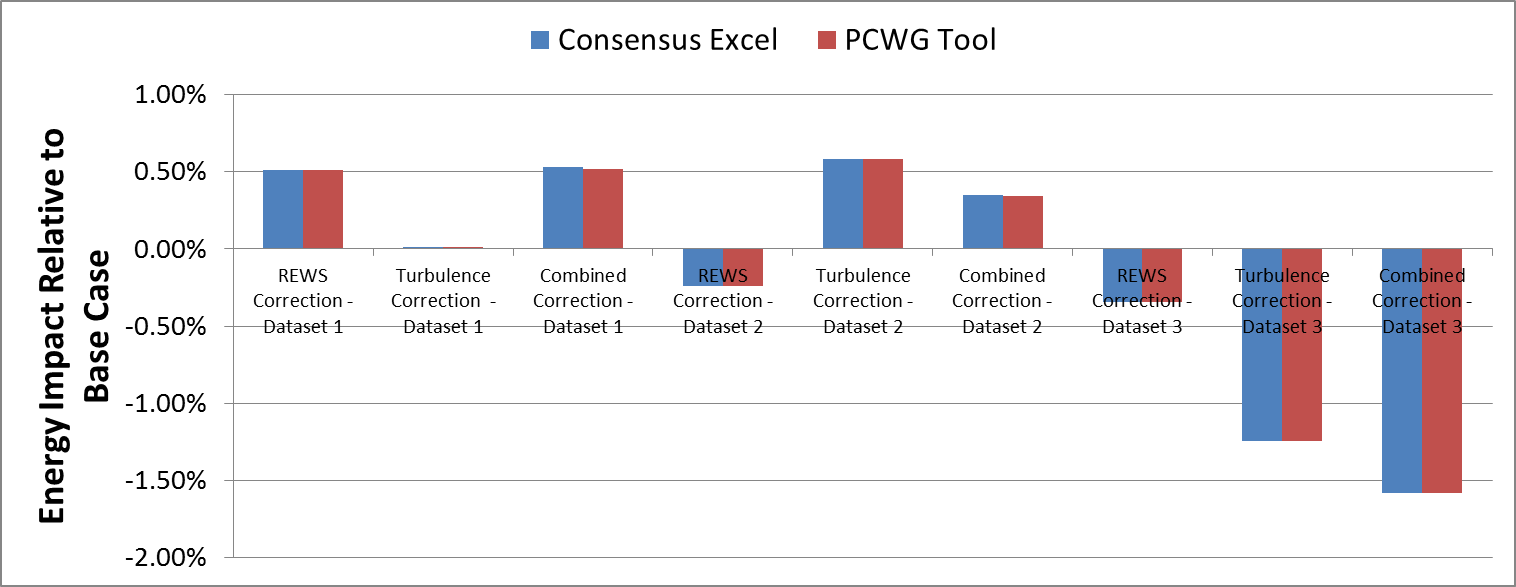 Consensus Excel PCWG Tool
Energy Impact Relative to
Base Case
1.00%
0.50%
0.00%
-0.50%
-1.00%
-1.50%
-2.00%
REWS
Correction -
Dataset 1
Turbulence
Correction -
Dataset 1
Combined
Correction -
Dataset 1
REWS
Correction -
Dataset 2
Turbulence
Correction -
Dataset 2
Combined
Correction -
Dataset 2
REWS
Correction -
Dataset 3
Turbulence
Correction -
Dataset 3
Combined
Correction -
Dataset 3